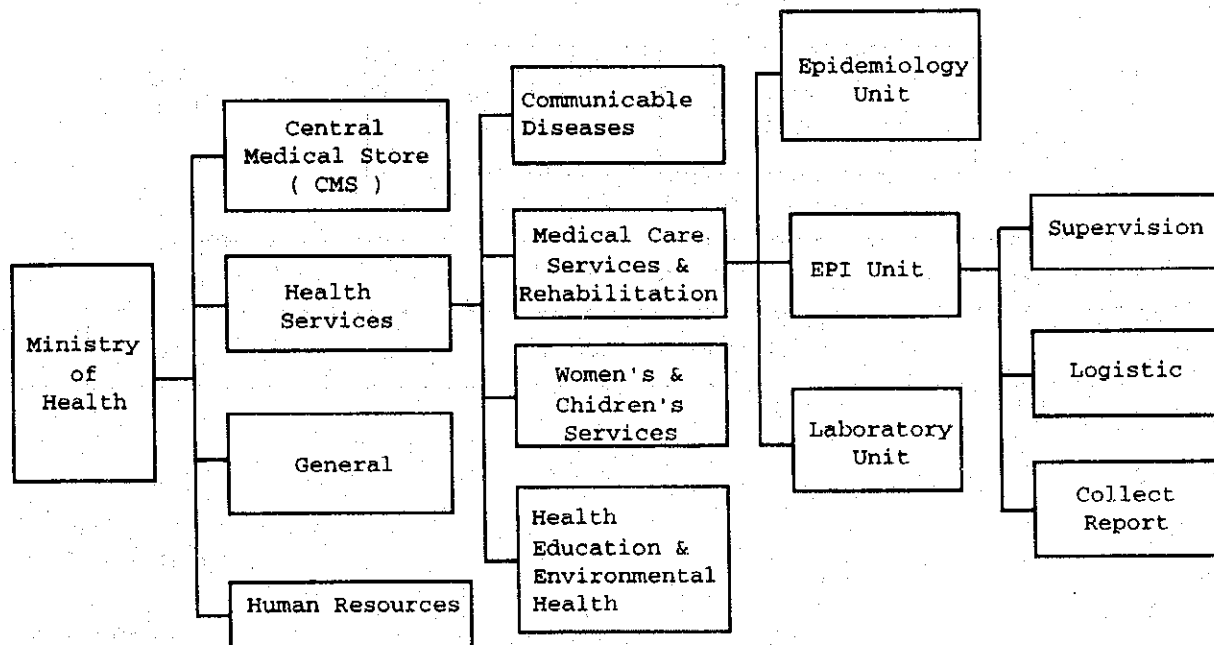 Ministry
of
Health
Central
Medical Store
( CMS )
Health
Services
General
Human Resources
Communicable
Diseases
Medical Care
Services &
Rehabilitation
Women's &
Chidren's
Services
Health
Education &
Environmental
Health
Epidemiology
Unit
EPI Unit
Laboratory
Unit
Supervision
Logistic
Collect
Report